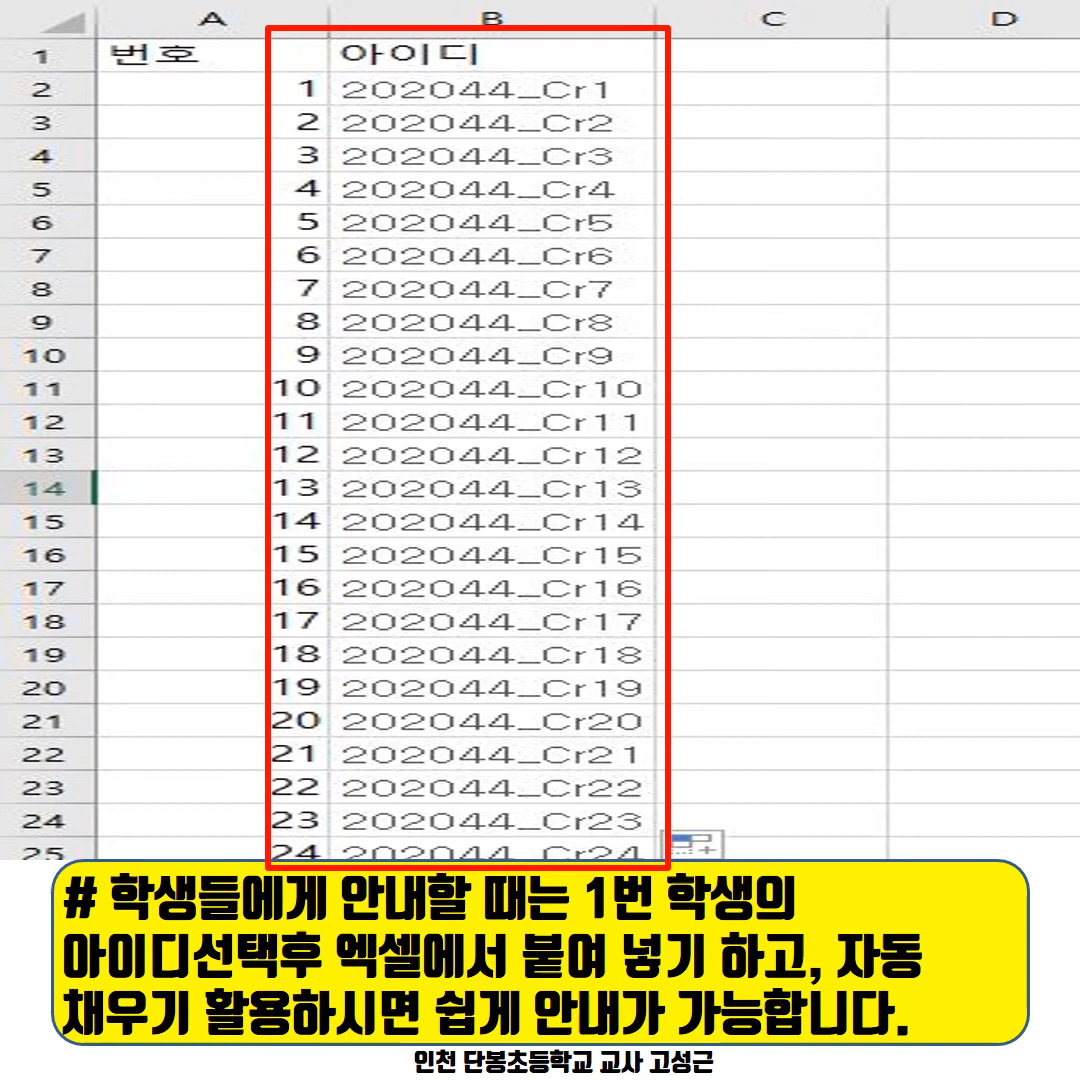 A B C D
1 번호 아이디
2 1 202044_Cr1
3 2 202044_Cr2
4 3 202044_Cr3
5 4 202044_Cr4
6 5 202044_Cr5
7 6 202044_Cr6
8 7 202044_Cr7
9 8 202044_Cr8
10 9 202044_Cr9
11 10 202044_Cr10
12 11 202044_Cr11
13 12 202044_Cr12
14 13 202044_Cr13
15 14 202044_Cr14
16 15 202044_Cr15
17 16 202044_Cr16
18 17 202044_Cr17
19 18 202044_Cr18
20 19 202044_Cr19
21 20 202044_Cr20
22 21 202044_Cr21
23 22 202044_Cr22
24 23 202044_Cr23
25 24 202044_Cr24
# 학생들에게 안내할 때는 1번 학생의
아이디선택후 엑셀에서 붙여 넣기 하고, 자동
채우기 활용하시면 쉽게 안내가 가능합니다.
인천 단봉초등학교 교사 고성근